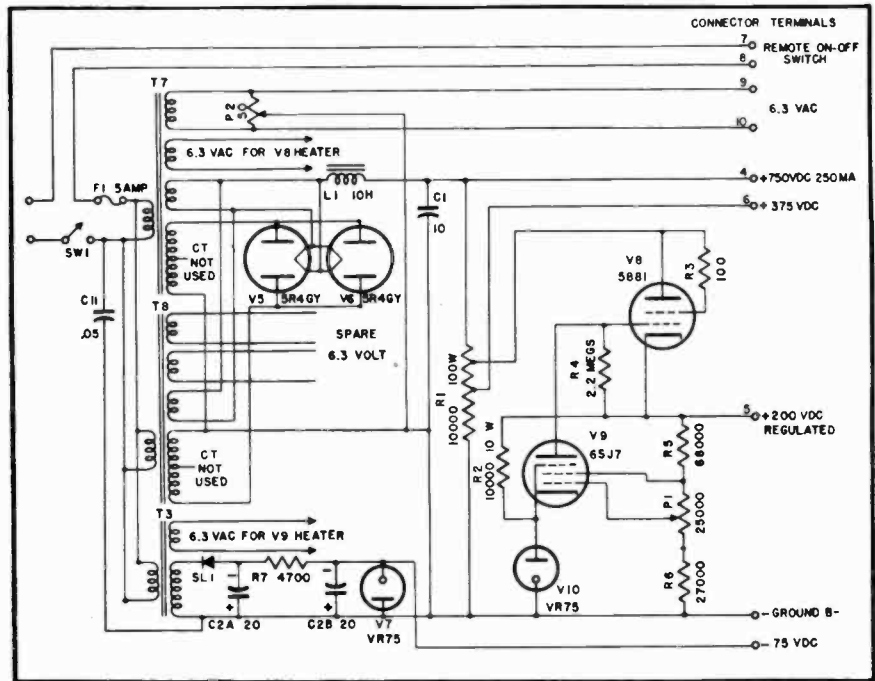 CONNECTOR TERMINALS
7
REMOTE ON-OFF
SWITCH
8
T7
9
P2
50
6.3 VAC
10
6.3 VAC FOR V8 HEATER
F1 5AMP
L1 10H
C1
10
4
+750VDC 250MA
6
+ 375 VDC
SW1
CT
NOT
USED
V8
5881
R3
100
C11
.05
V5
5R4GY
V6
5R4GY
T8
SPARE
6.3 VOLT
R1
10000
100W
R4
2.2 MEGS
5
+200 VDC
REGULATED
CT
NOT
USED
R2
10000 10 W
V9
6SJ7
R5
68000
P1
25000
T3
6.3 VAC FOR V9 HEATER
SL1
R7
4700
V10
VR75
R6
27000
-
-
+
+
C2A 20
C2B 20
V7
VR75
- GROUND B-
- 75 VDC